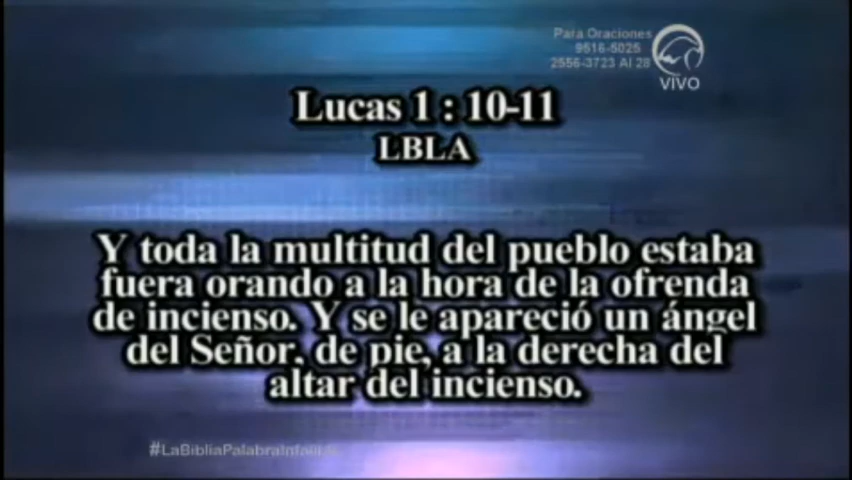 Para Oraciones
9516-5025
2556-3723 Al 28
VIVO
Lucas 1 : 10-11
LBLA
Y toda la multitud del pueblo estaba
fuera orando a la hora de la ofrenda
de incienso. Y se le apareció un ángel
del Señor, de pie, a la derecha del
altar del incienso.